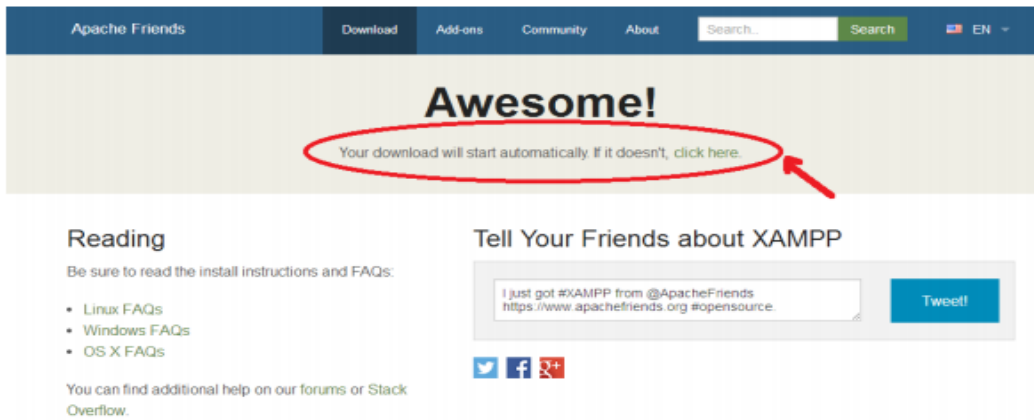 Apache Friends Download Add-ons Community About Search.. Search EN
Awesome!
Your download will start automatically. If it doesn't, click here.
Reading
Be sure to read the install instructions and FAQs:
• Linux FAQs
• Windows FAQs
• OS X FAQs
You can find additional help on our forums or Stack
Overflow.
Tell Your Friends about XAMPP
I just got #XAMPP from @ApacheFriends
https://www.apachefriends.org #opensource.
Tweet!
g+